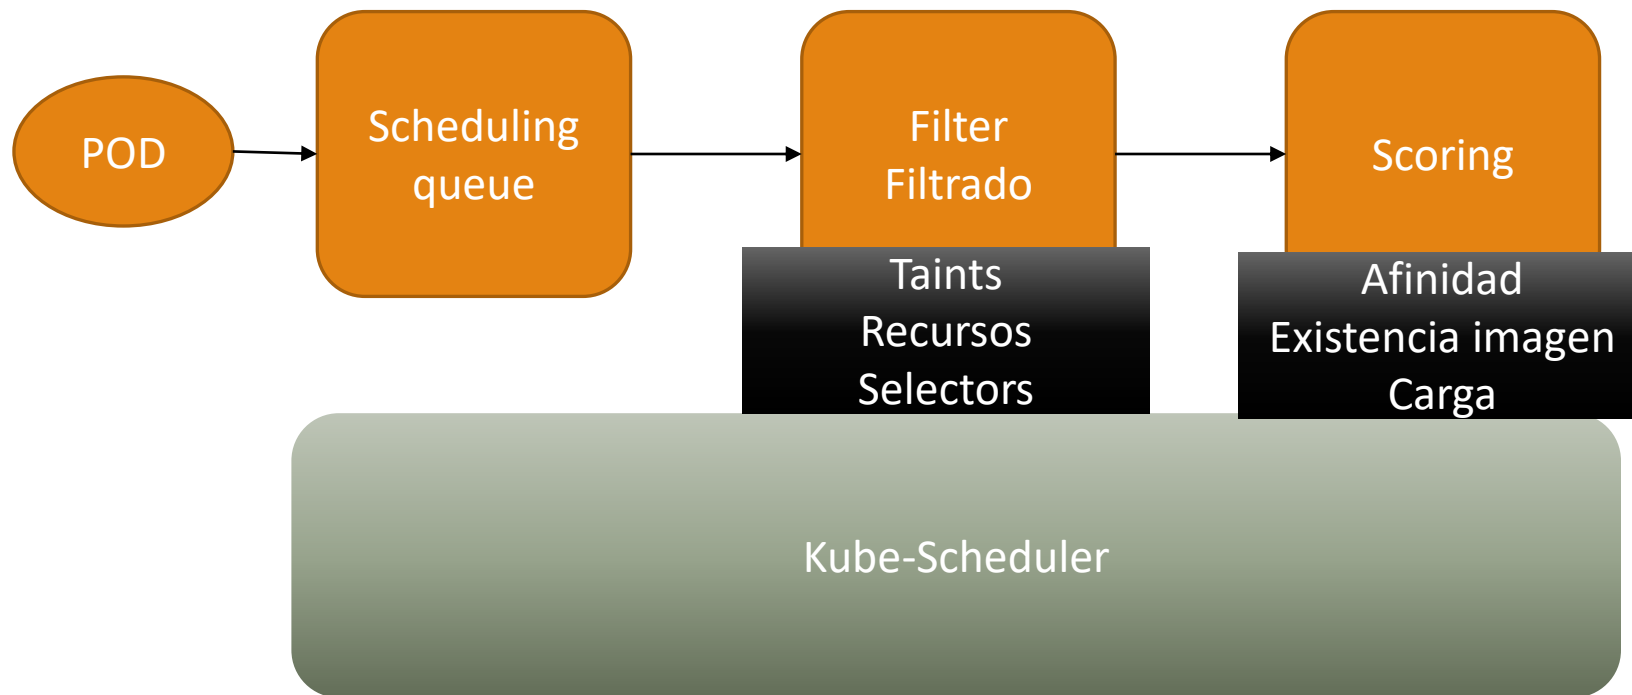 POD
Scheduling
queue
Filter
Filtrado
Scoring
Taints
Recursos
Selectors
Afinidad
Existencia imagen
Carga
Kube-Scheduler